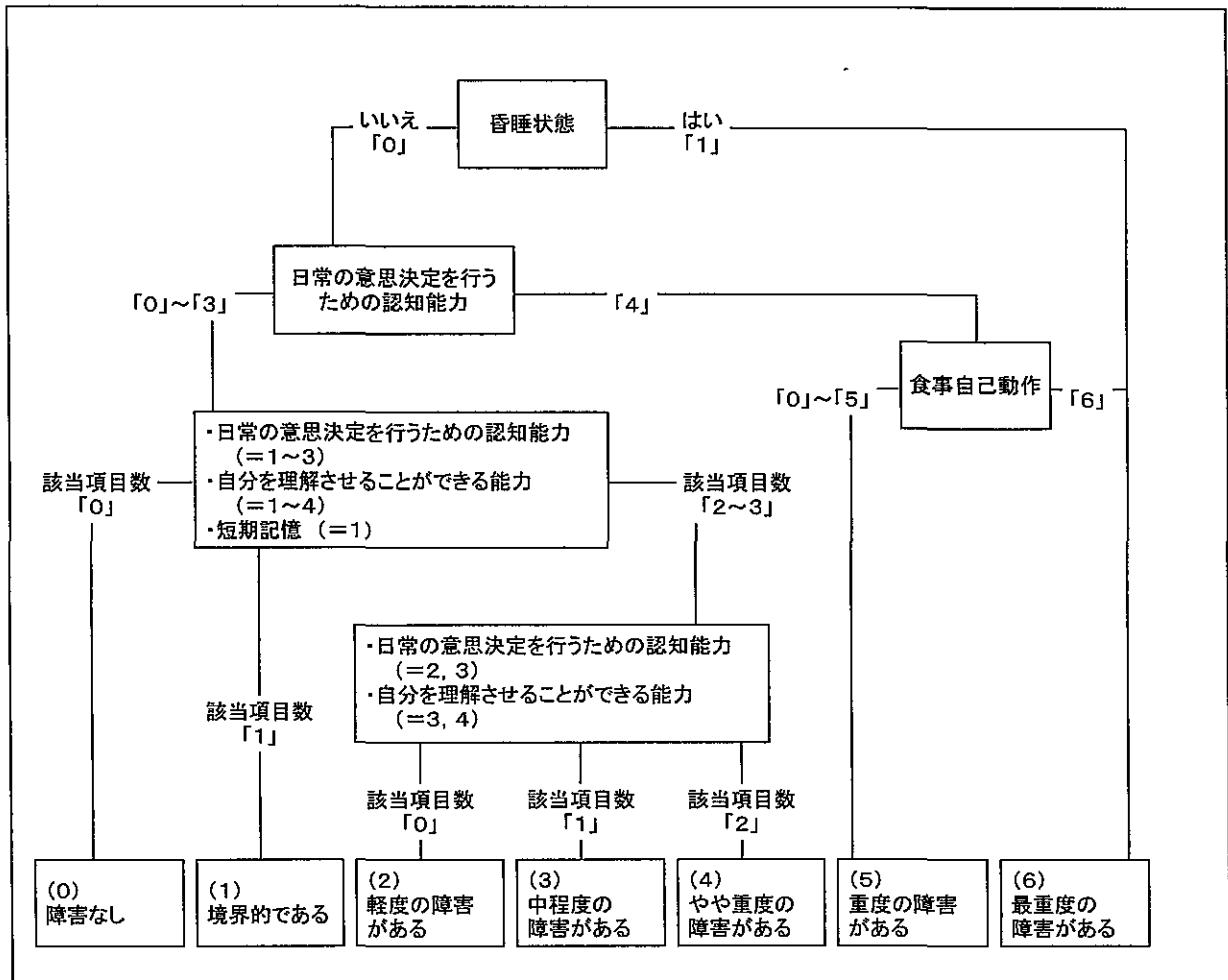 昏睡状態
いいえ
「0」
はい
「1」
日常の意思決定を行う
ための認知能力
「0」～「3」
「4」
食事自己動作
「0」～「5」
「6」
・日常の意思決定を行うための認知能力
（＝1～3）
・自分を理解させることができる能力
（＝1～4）
・短期記憶 （＝1）
該当項目数
「0」
該当項目数
「2～3」
・日常の意思決定を行うための認知能力
（＝2, 3）
・自分を理解させることができる能力
（＝3, 4）
該当項目数
「1」
該当項目数
「0」
該当項目数
「1」
該当項目数
「2」
(0)
障害なし
(1)
境界的である
(2)
軽度の障害
がある
(3)
中程度の
障害がある
(4)
やや重度の
障害がある
(5)
重度の障害
がある
(6)
最重度の
障害がある